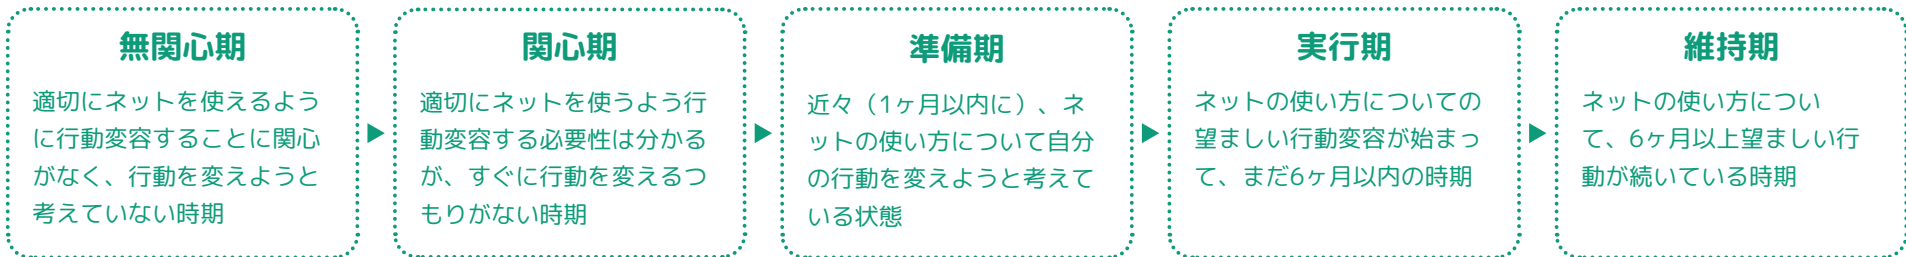 無関心期
適切にネットを使えるよう
に行動変容することに関心
がなく、行動を変えようと
考えていない時期
関心期
適切にネットを使うよう行
動変容する必要性は分かる
が、すぐに行動を変えるつ
もりがない時期
準備期
近々（1ヶ月以内に）、ネ
ットの使い方について自分
の行動を変えようと考えて
いる状態
実行期
ネットの使い方についての
望ましい行動変容が始まっ
て、まだ6ヶ月以内の時期
維持期
ネットの使い方につい
て、6ヶ月以上望ましい行
動が続いている時期